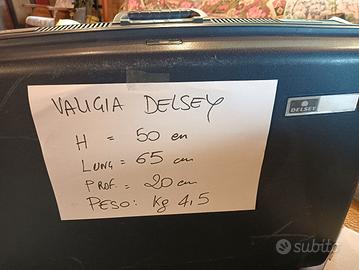 VALIGIA DELSEY
H = 50 cm
LUNG = 65 cm
PROF. = 20 cm
PESO: Kg 4,5
DELSEY
subito